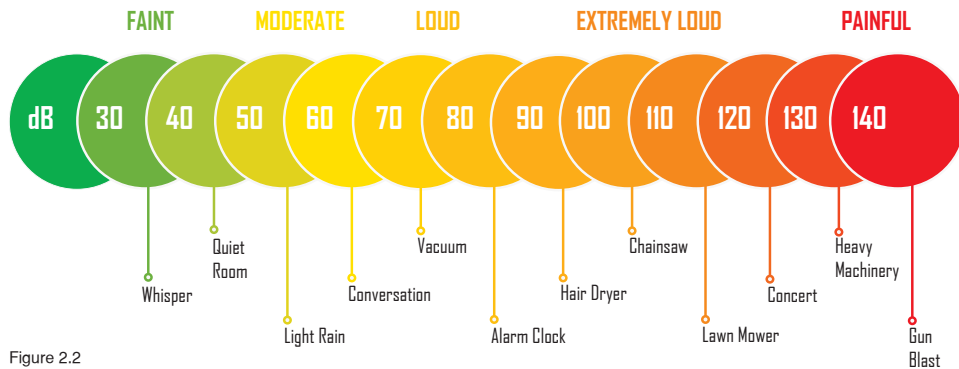 FAINT MODERATE LOUD EXTREMELY LOUD PAINFUL
dB 30 40 50 60 70 80 90 100 110 120 130 140
Whisper
Quiet
Room
Light Rain
Conversation
Vacuum
Alarm Clock
Hair Dryer
Chainsaw
Lawn Mower
Concert
Heavy
Machinery
Gun
Blast
Figure 2.2